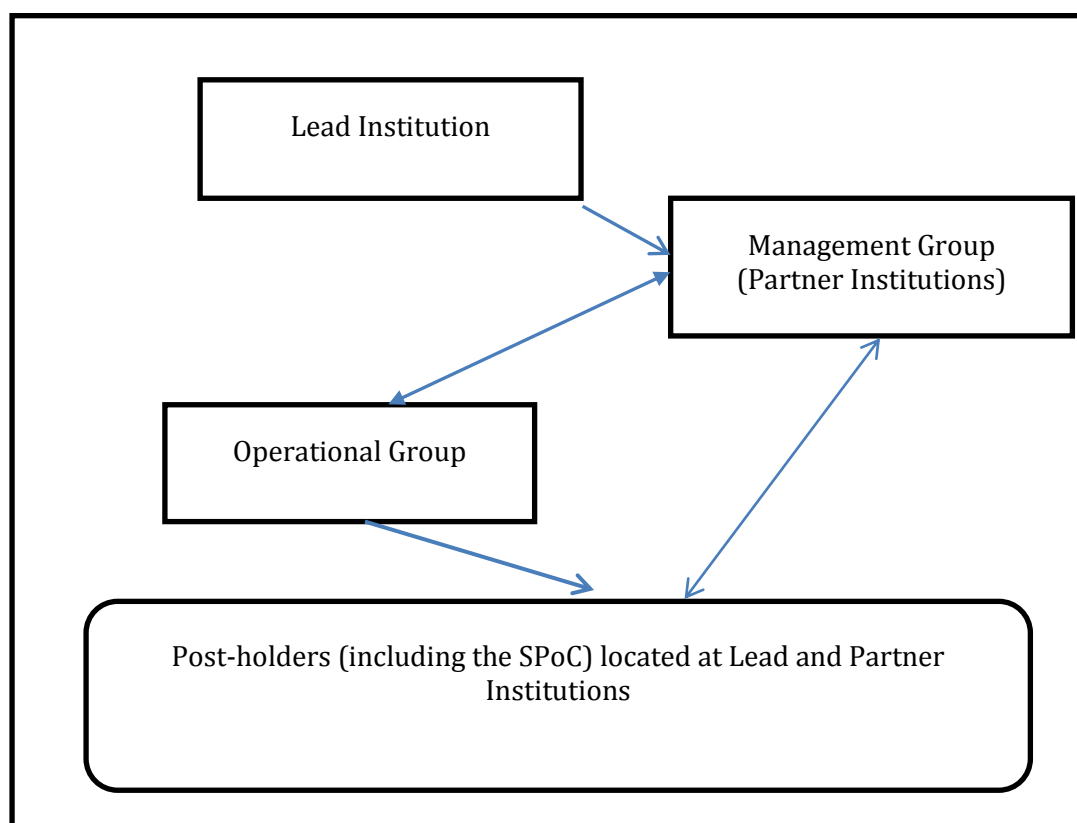 Lead Institution
Management Group
(Partner Institutions)
Operational Group
Post-holders (including the SPoC) located at Lead and Partner
Institutions